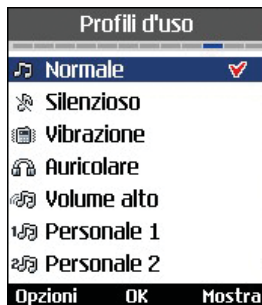 Profili d'uso
Normale
Silenzioso
Vibrazione
Auricolare
Volume alto
Personale 1
Personale 2
Opzioni OK Mostra